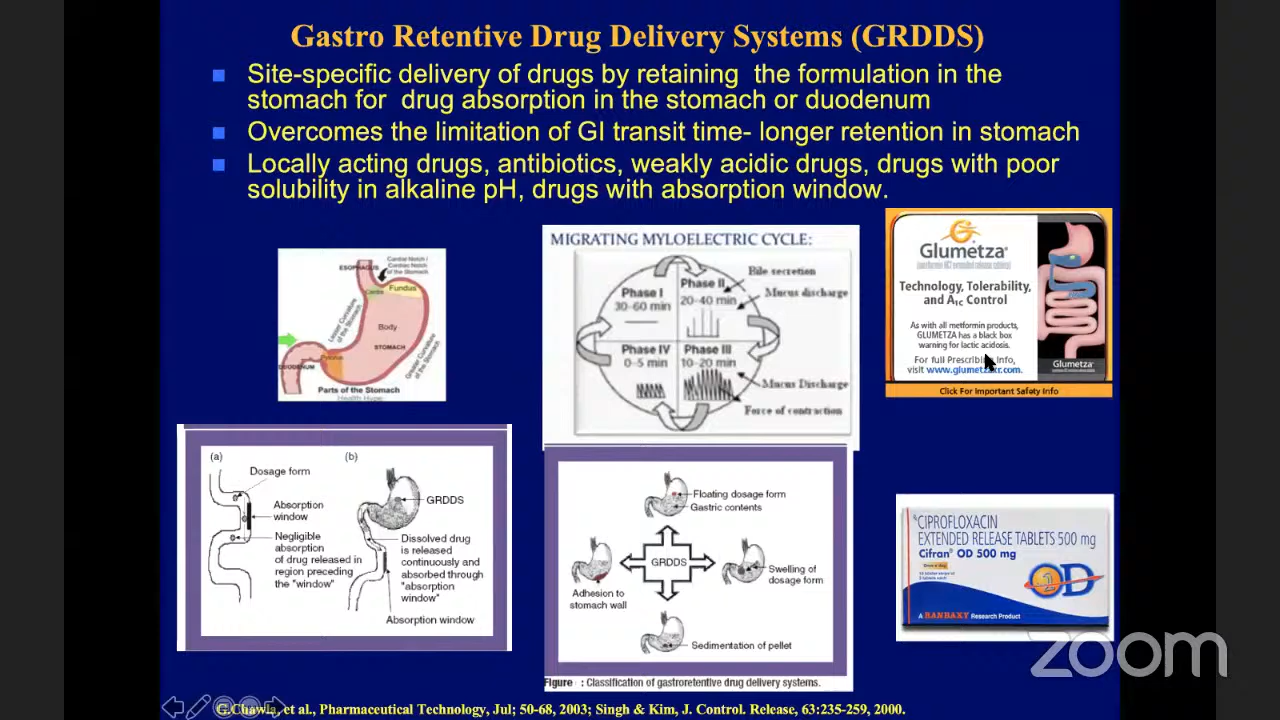 Gastro Retentive Drug Delivery Systems (GRDDS)
Site-specific delivery of drugs by retaining the formulation in the
stomach for drug absorption in the stomach or duodenum
Overcomes the limitation of GI transit time- longer retention in stomach
Locally acting drugs, antibiotics, weakly acidic drugs, drugs with poor
solubility in alkaline pH, drugs with absorption window.
Cardial Notch /
Cardiac Notch
of the Stomach
ESOPHAGUS
Cardia
Fundus
Lesser Curvature
of the Stomach
Body
STOMACH
Pylorus
DUODENUM
Greater Curvature
of the Stomach
Parts of the Stomach
Health Hype
MIGRATING MYLOELECTRIC CYCLE:
Bile secretion
Phase I
30-60 min
Phase II
20-40 min
Mucus discharge
Phase IV
0-5 min
Phase III
10-20 min
Mucus Discharge
Force of contraction
Glumetza
Technology, Tolerability,
and A1C Control
As with all metformin products,
GLUMETZA has a black box
warning for lactic acidosis.
For full Prescribing Info,
visit www.glumetzaxr.com.
Glumetza
Click For Important Safety Info
(a)
(b)
Dosage form
Absorption
window
Negligible
absorption
of drug released in
region preceding
the "window"
GRDDS
Dissolved drug
is released
continuously and
absorbed through
"absorption
window"
Absorption window
Floating dosage form
Gastric contents
GRDDS
Adhesion to
stomach wall
Swelling of
dosage form
Sedimentation of pellet
Figure : Classification of gastroretentive drug delivery systems.
CIPROFLOXACIN
EXTENDED RELEASE TABLETS 500 mg
Cifran OD 500 mg
OD
A RANBAXY Research Product
zoom
G.Chawla, et al., Pharmaceutical Technology, Jul; 50-68, 2003; Singh & Kim, J. Control. Release, 63:235-259, 2000.